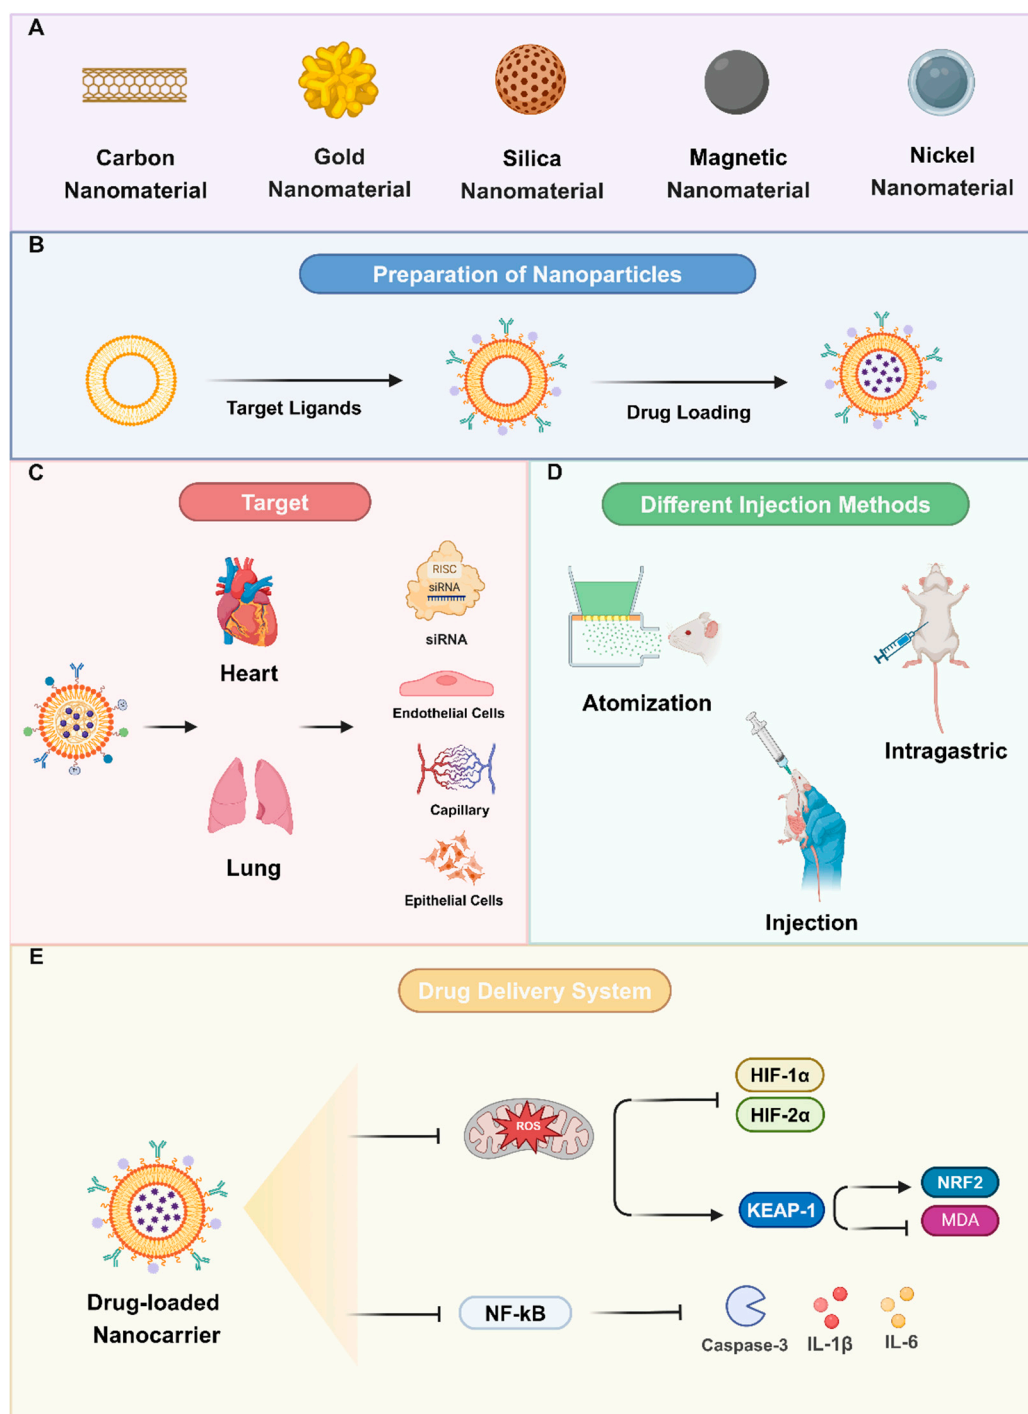 A
Carbon
Nanomaterial
Gold
Nanomaterial
Silica
Nanomaterial
Magnetic
Nanomaterial
Nickel
Nanomaterial
B
Preparation of Nanoparticles
Target Ligands
Drug Loading
C
Target
Heart
Lung
RISC
siRNA
siRNA
Endothelial Cells
Capillary
Epithelial Cells
D
Different Injection Methods
Atomization
Intragastric
Injection
E
Drug Delivery System
Drug-loaded
Nanocarrier
ROS
HIF-1α
HIF-2α
KEAP-1
NRF2
MDA
NF-kB
Caspase-3
IL-1β
IL-6